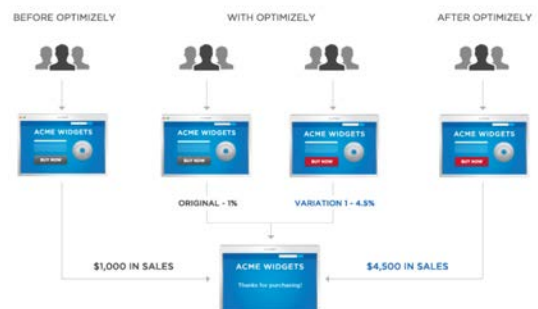 BEFORE OPTIMIZELY
WITH OPTIMIZELY
AFTER OPTIMIZELY
ACME WIDGETS
BUY NOW
ACME WIDGETS
BUY NOW
ACME WIDGETS
BUY NOW
ACME WIDGETS
BUY NOW
ORIGINAL - 1%
VARIATION 1 - 4.5%
$1,000 IN SALES
ACME WIDGETS
Thanks for purchasing!
$4,500 IN SALES